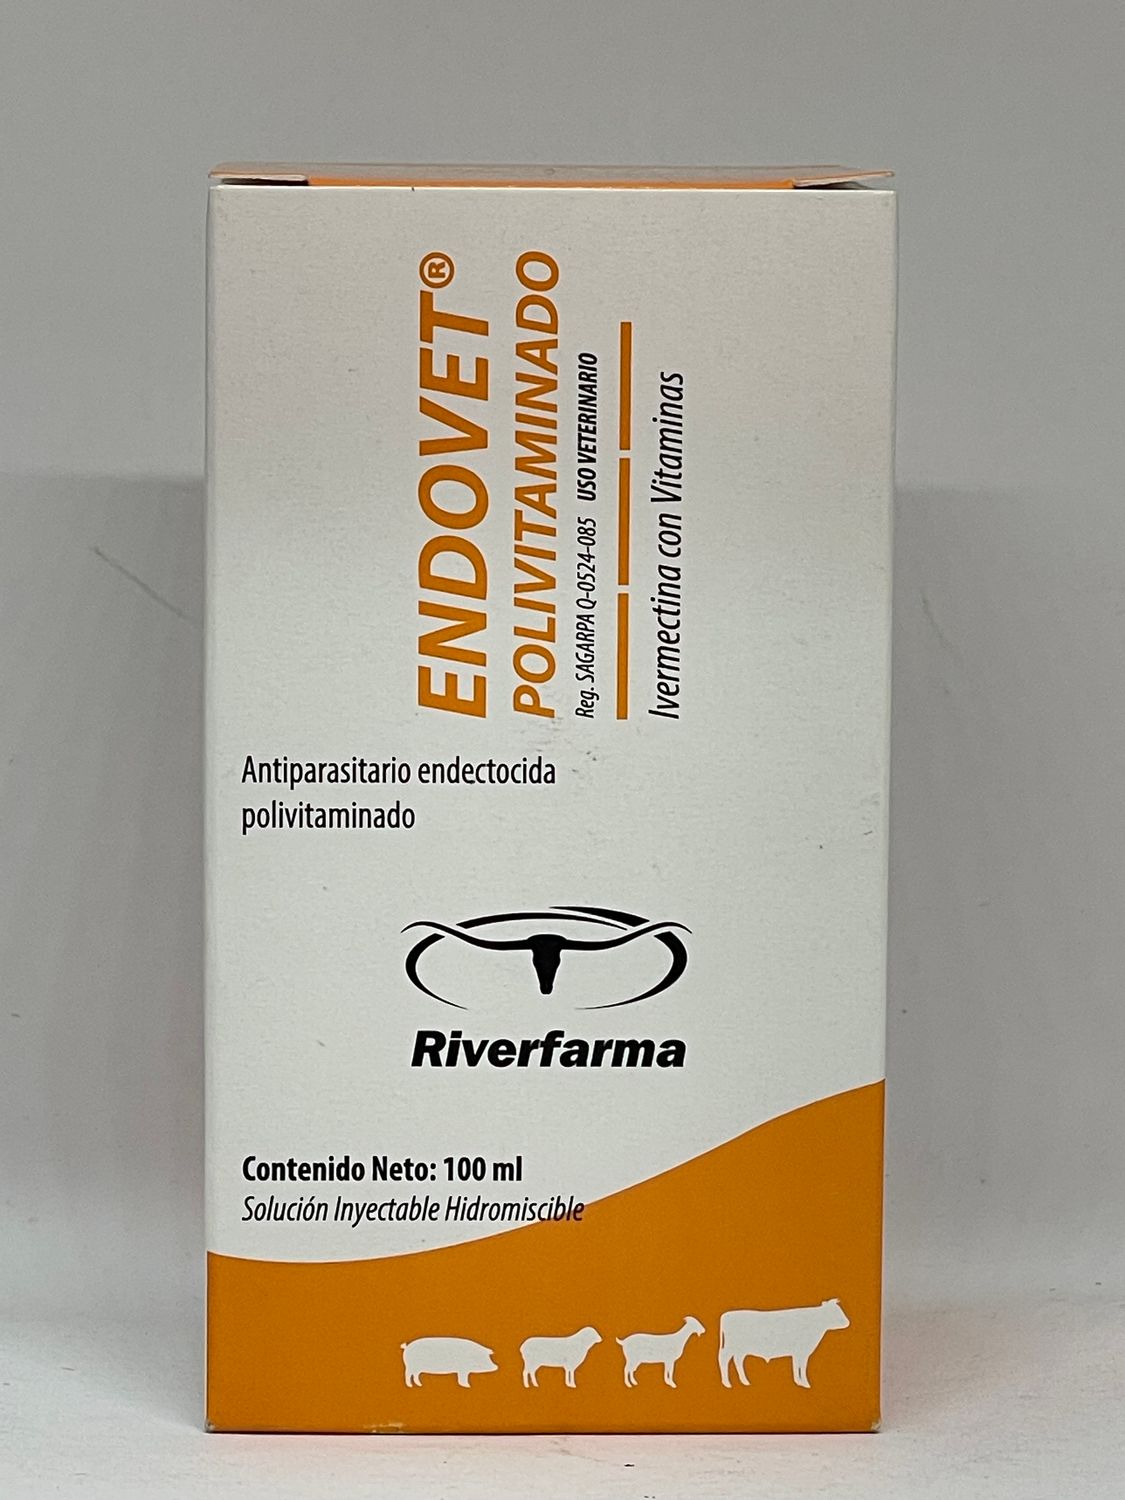 ENDOVET®
POLIVITAMINADO
Reg. SAGARPA Q-0524-085 USO VETERINARIO
Ivermectina con Vitaminas
Antiparasitario endectocida
polivitaminado
Riverfarma
Contenido Neto: 100 ml
Solución Inyectable Hidromiscible